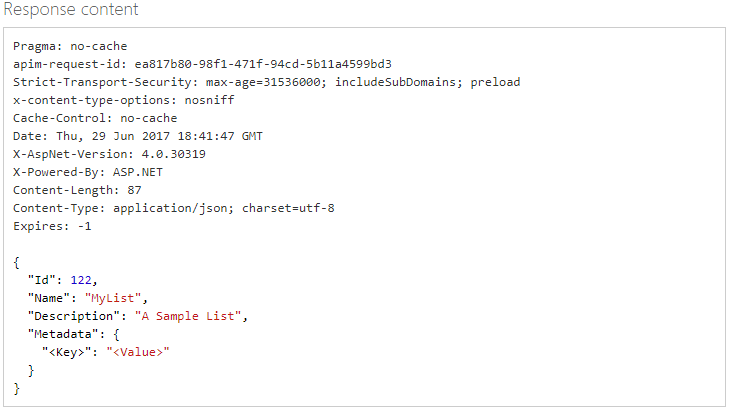 Response content
Pragma: no-cache
apim-request-id: ea817b80-98f1-471f-94cd-5b11a4599bd3
Strict-Transport-Security: max-age=31536000; includeSubDomains; preload
x-content-type-options: nosniff
Cache-Control: no-cache
Date: Thu, 29 Jun 2017 18:41:47 GMT
X-AspNet-Version: 4.0.30319
X-Powered-By: ASP.NET
Content-Length: 87
Content-Type: application/json; charset=utf-8
Expires: -1
{
  "Id": 122,
  "Name": "MyList",
  "Description": "A Sample List",
  "Metadata": {
    "<Key>": "<Value>"
  }
}